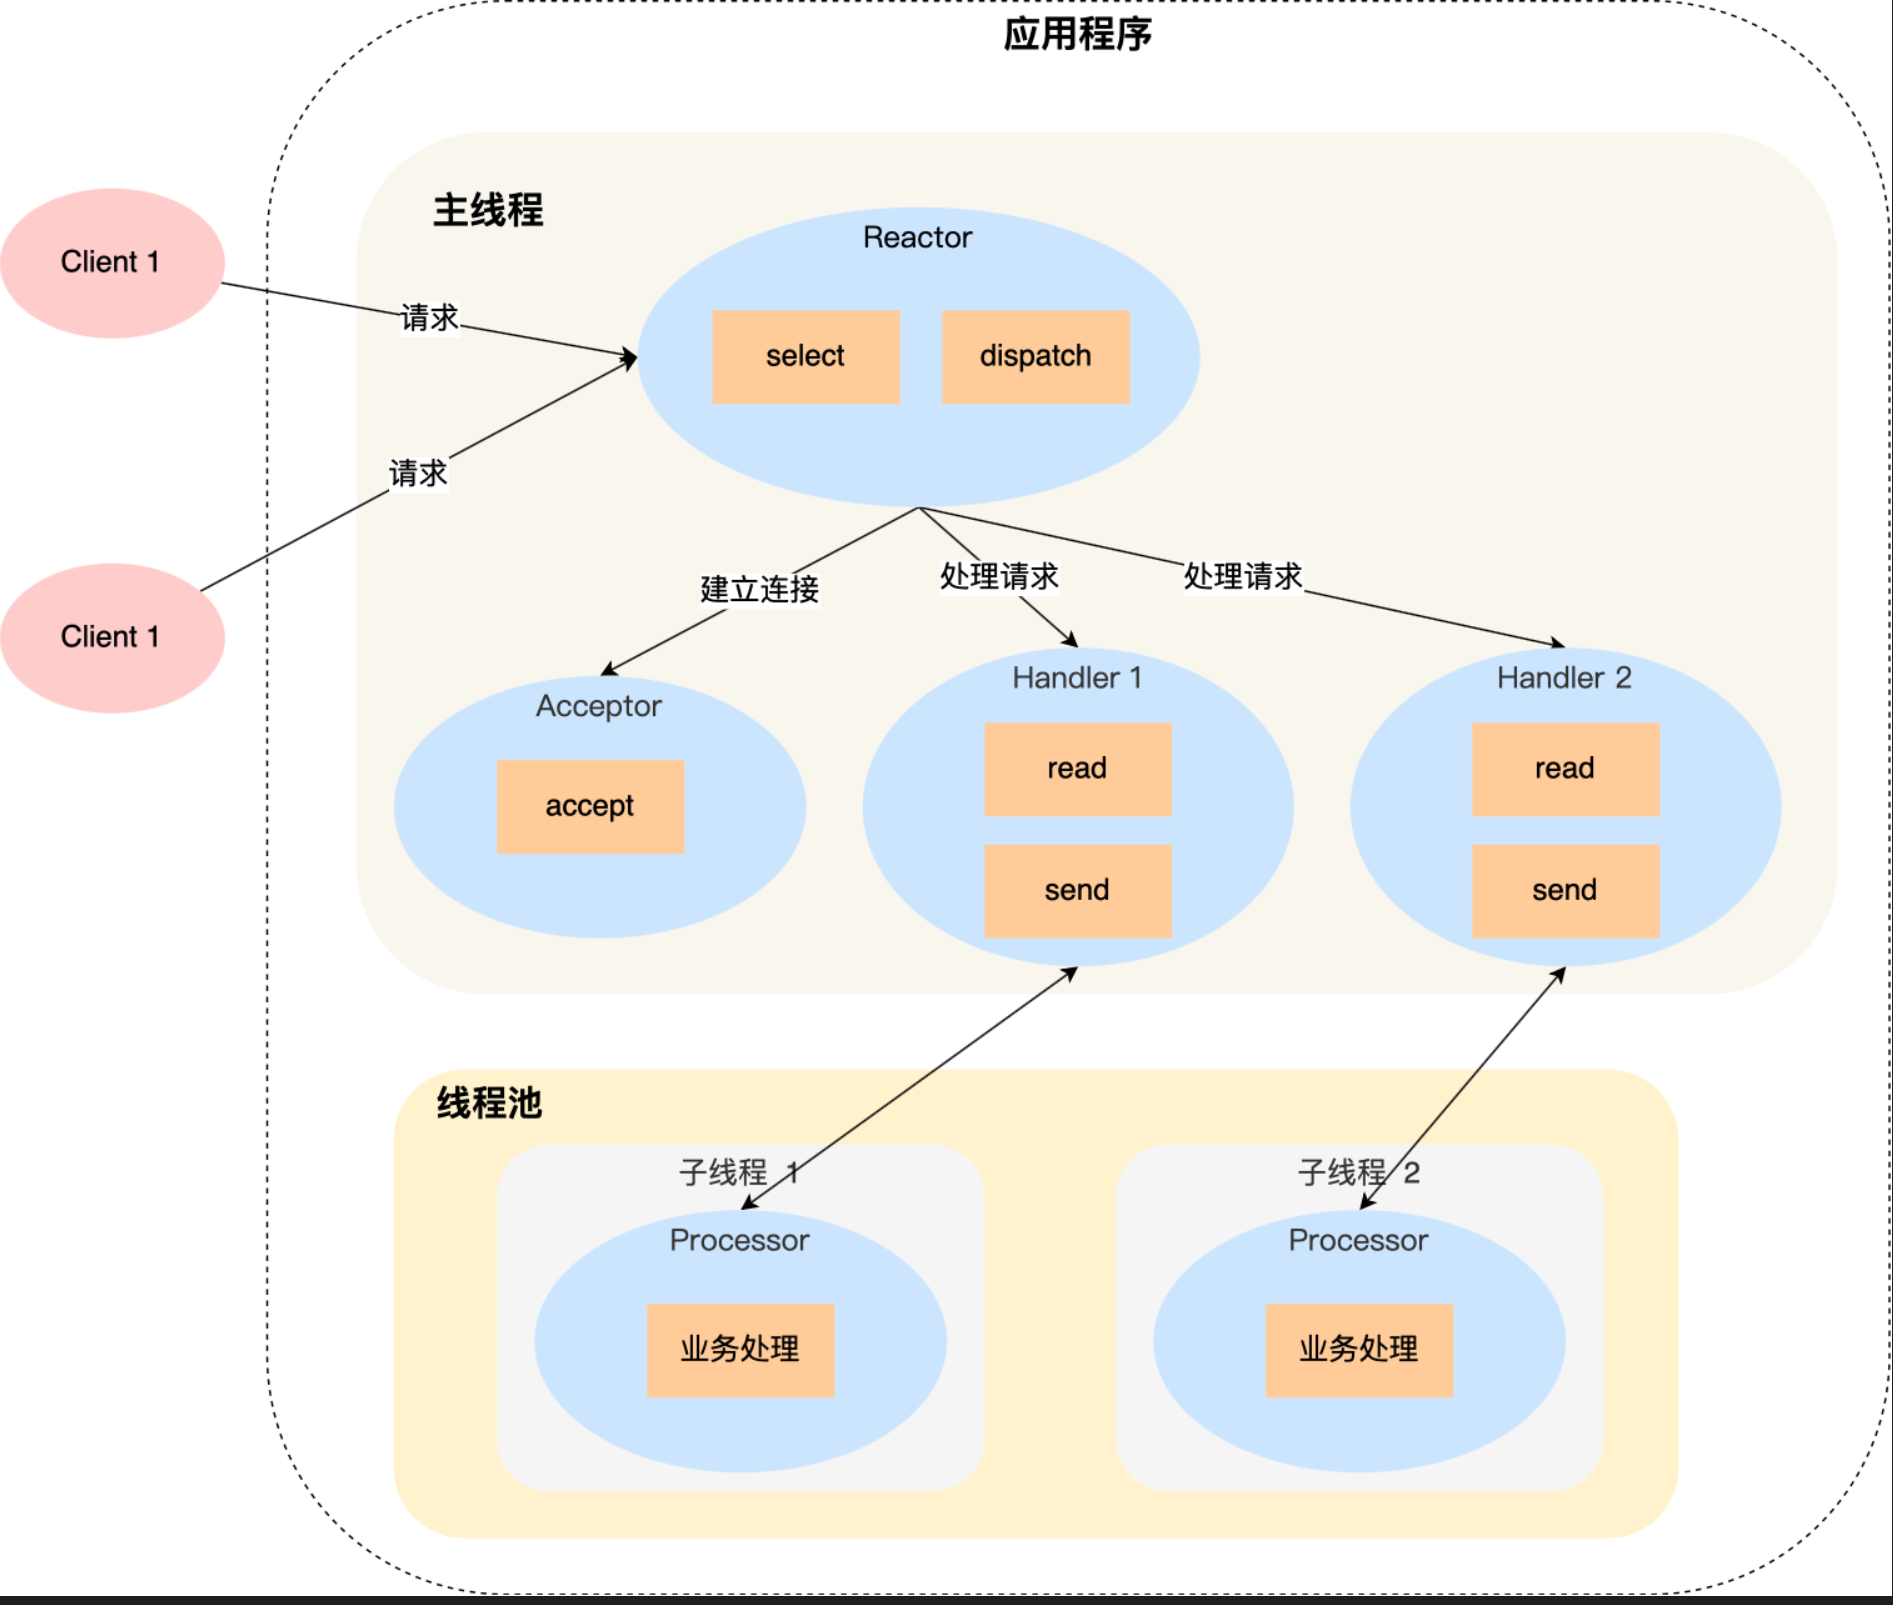 应用程序
主线程
Reactor
Client 1
请求
select
dispatch
请求
建立连接
处理请求
处理请求
Client 1
Acceptor
Handler 1
Handler 2
accept
read
read
send
send
线程池
子线程 1
子线程 2
Processor
Processor
业务处理
业务处理